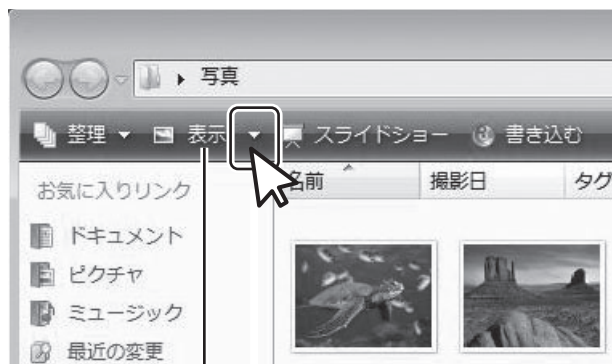 写真
整理 表示 スライドショー 書き込む
名前 撮影日 タグ
お気に入りリンク
ドキュメント
ピクチャ
ミュージック
最近の変更